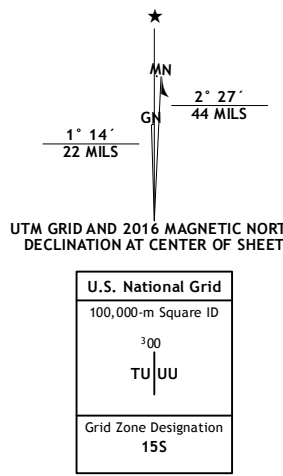 ★
MN
GN
2° 27´
44 MILS
1° 14´
22 MILS
UTM GRID AND 2016 MAGNETIC NORT
DECLINATION AT CENTER OF SHEET
U.S. National Grid
100,000-m Square ID
³00
TU UU
Grid Zone Designation
15S